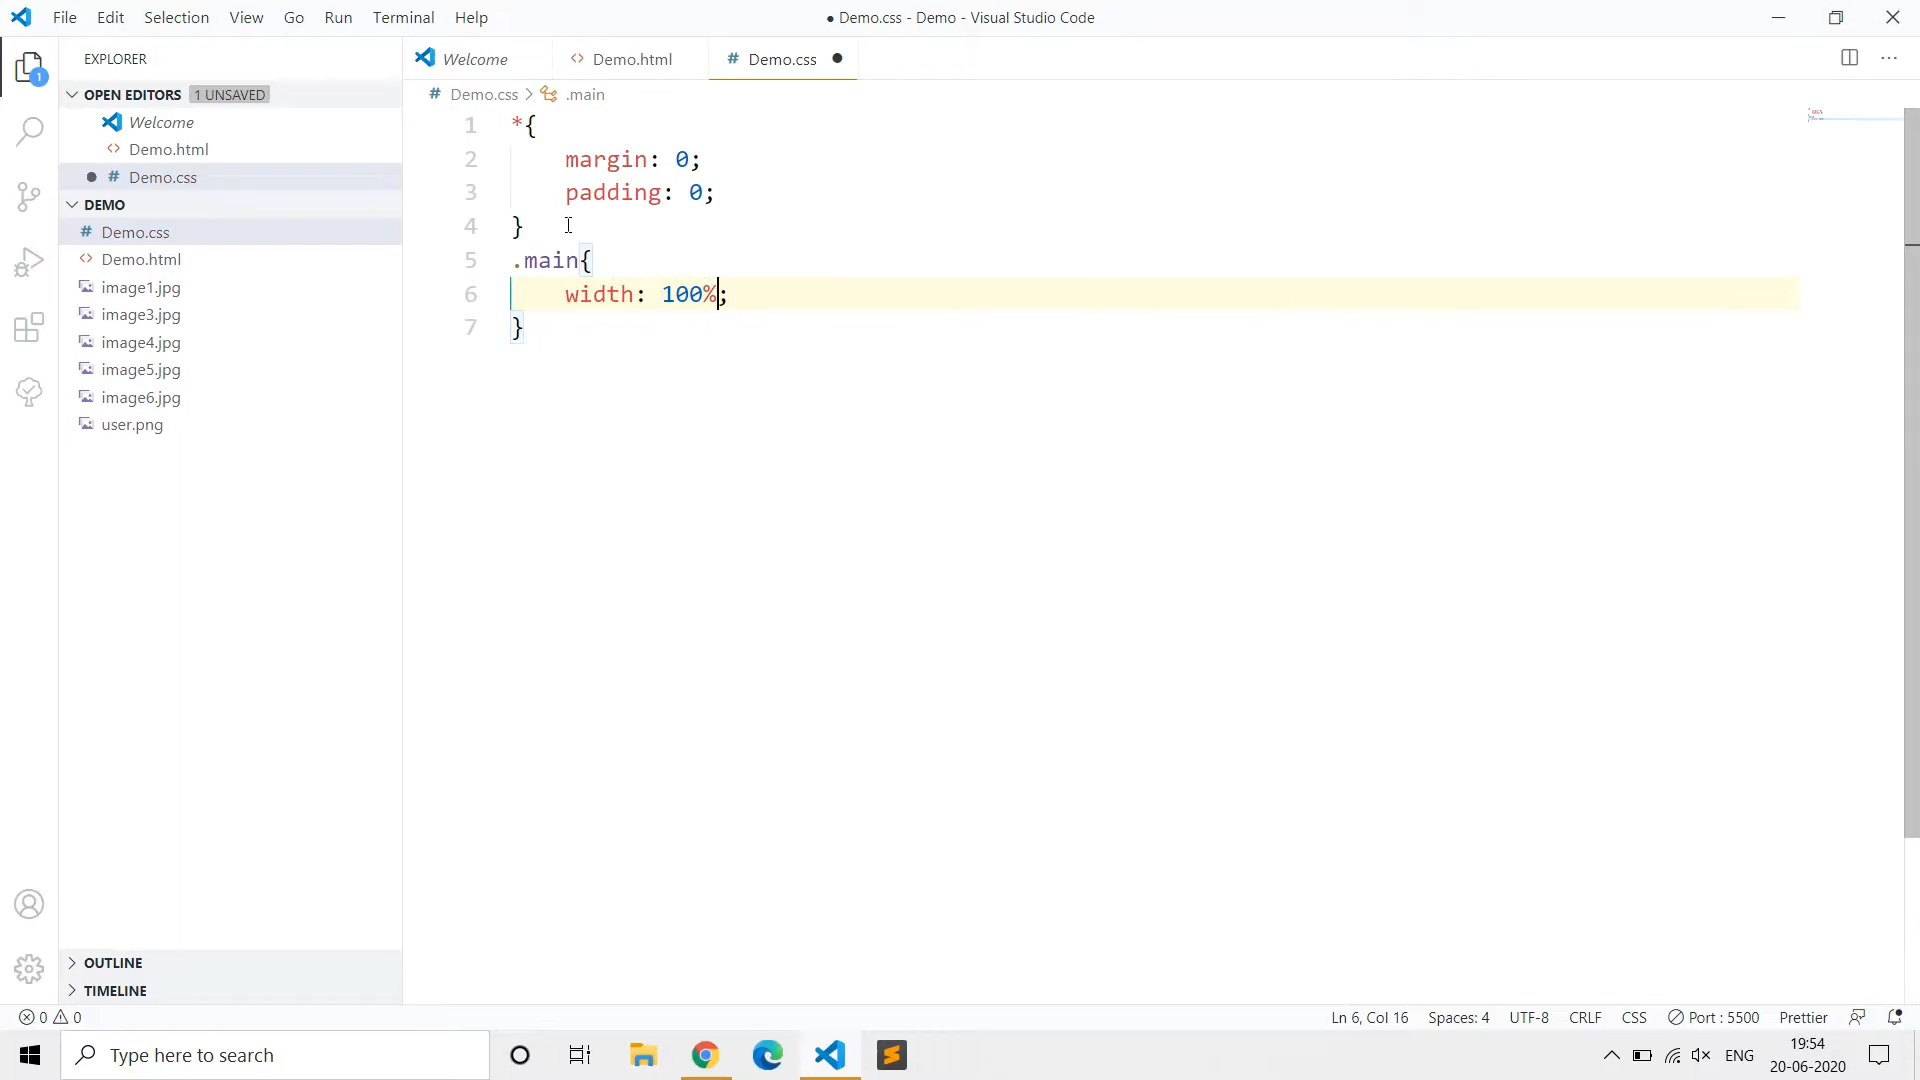 File Edit Selection View Go Run Terminal Help
● Demo.css - Demo - Visual Studio Code
EXPLORER
Welcome
<> Demo.html
# Demo.css ●
1
OPEN EDITORS 1 UNSAVED
# Demo.css > .main
Welcome
<> Demo.html
● # Demo.css
DEMO
# Demo.css
<> Demo.html
image1.jpg
image3.jpg
image4.jpg
image5.jpg
image6.jpg
user.png
1 *{
2 margin: 0;
3 padding: 0;
4 }
5 .main{
6 width: 100%;
7 }
OUTLINE
TIMELINE
0 0
Ln 6, Col 16 Spaces: 4 UTF-8 CRLF CSS Port : 5500 Prettier
Type here to search
ENG
19:54
20-06-2020